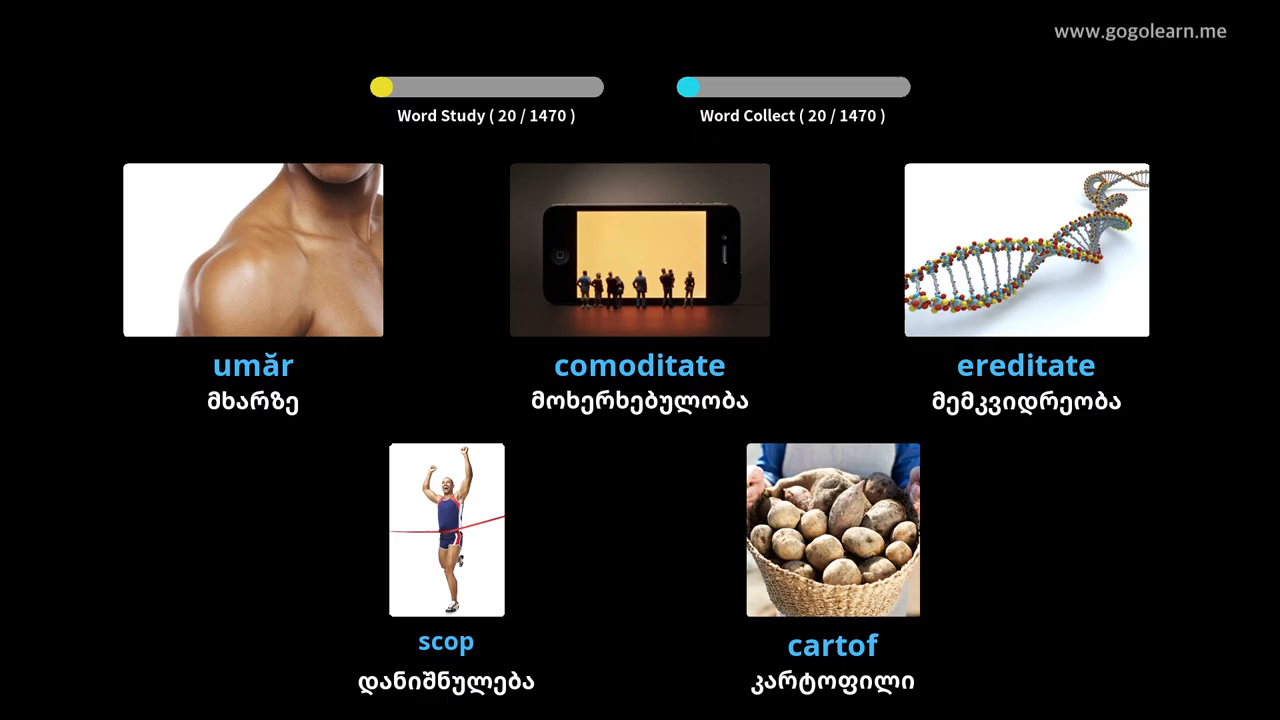 www.gogolearn.me
Word Study ( 20 / 1470 )
Word Collect ( 20 / 1470 )
umăr
მხარზე
comoditate
მოხერხებულობა
ereditate
მემკვიდრეობა
scop
დანიშნულება
cartof
კარტოფილი